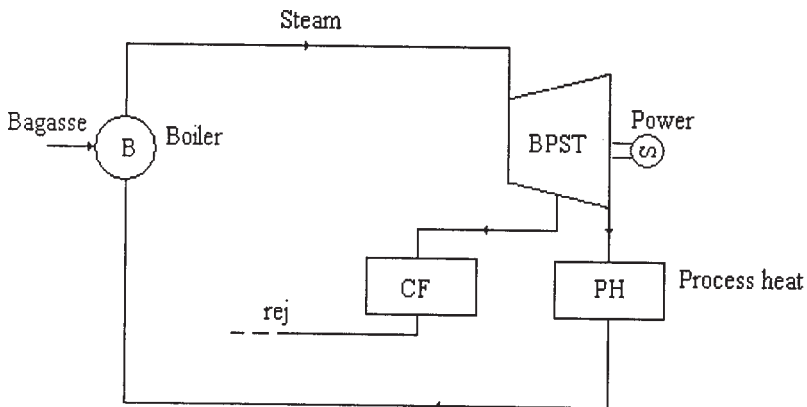 Steam
Bagasse
B
Boiler
BPST
Power
S
CF
PH
Process heat
rej